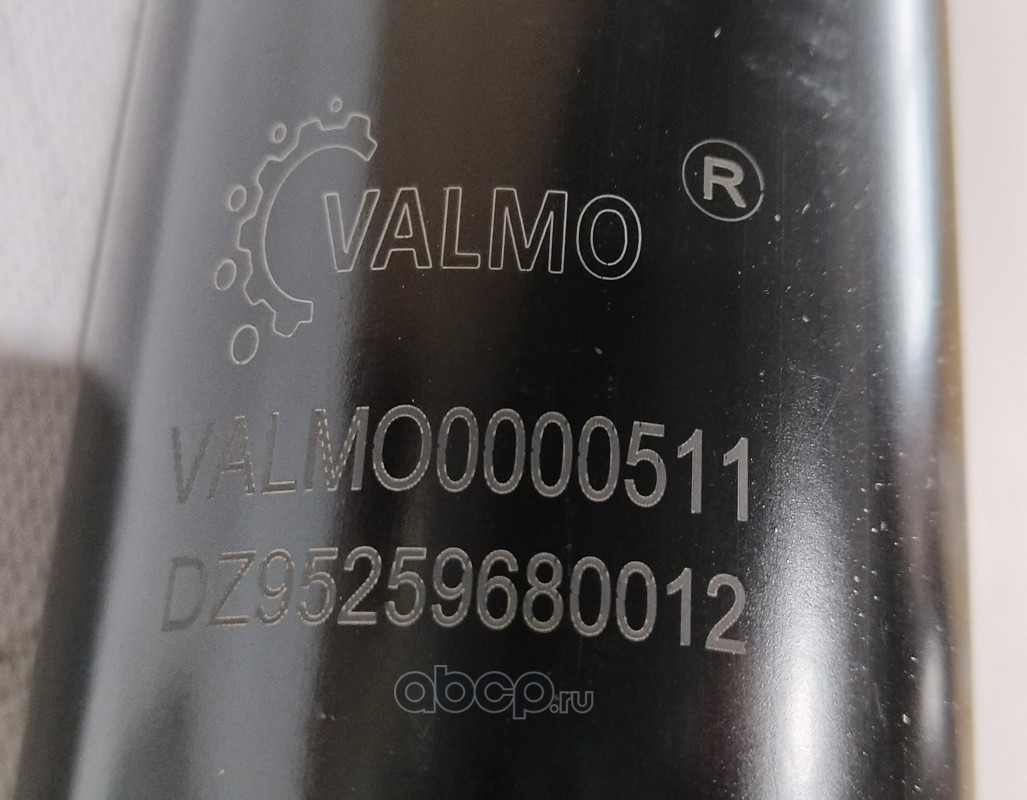 VALMO ®
VALMO0000511
DZ95259680012
abcp.ru